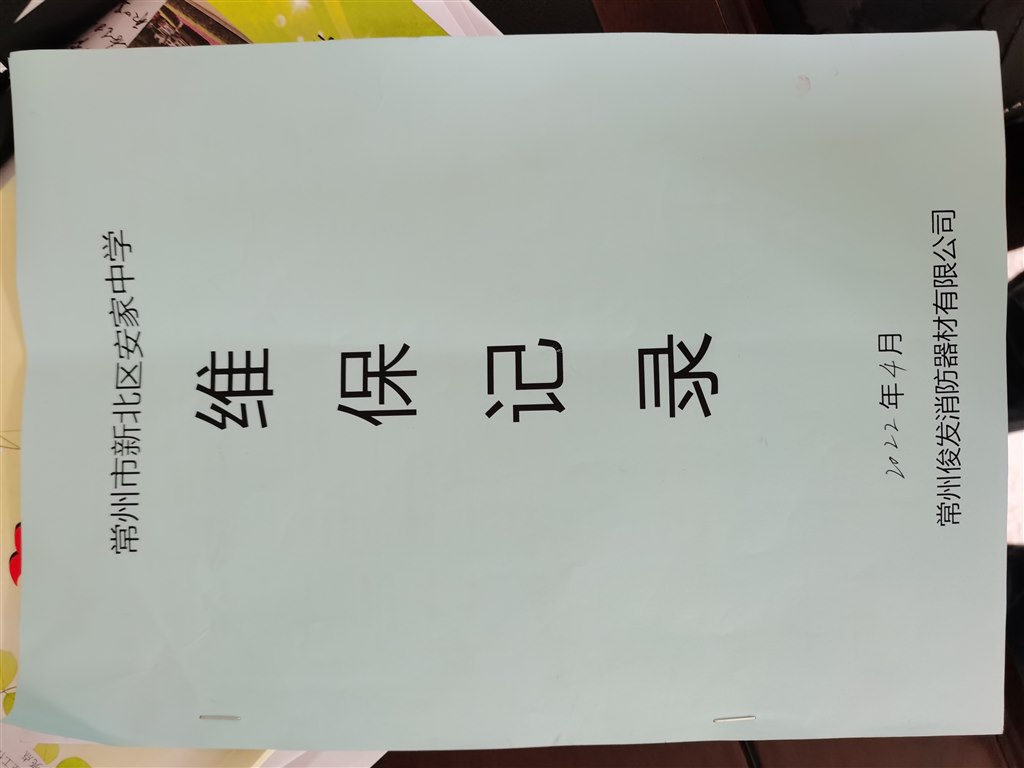 常州市新北区安家中学
维
保
记
录
2022年4月
常州俊发消防器材有限公司